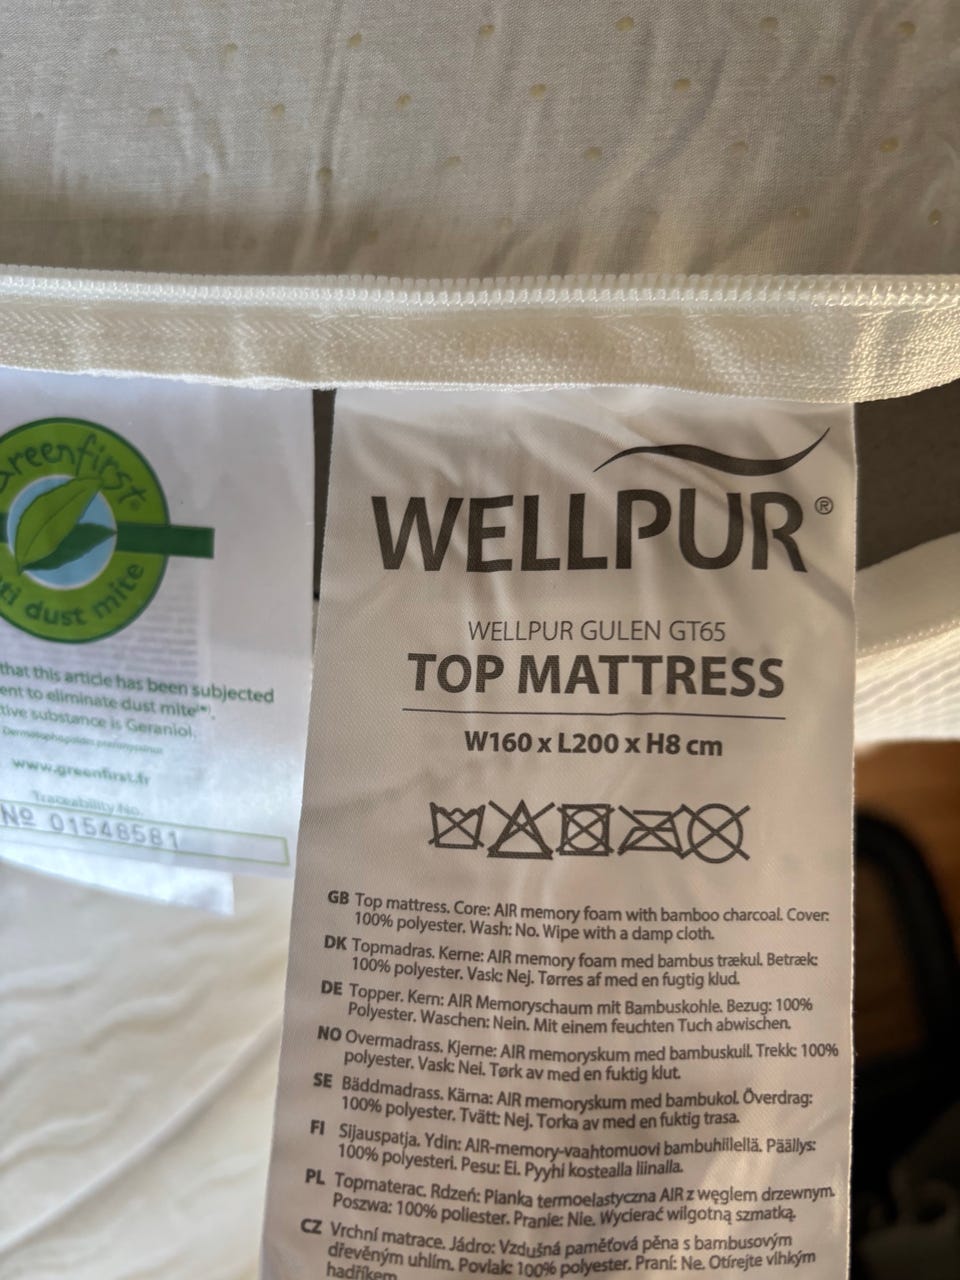 Greenfirst®
dust mite
that this article has been subjected
to eliminate dust mite(*).
substance is Geraniol.
www.greenfirst.fr
Traceability No.
Nº 01548581
WELLPUR®
WELLPUR GULEN GT65
TOP MATTRESS
W160 x L200 x H8 cm
GB Top mattress. Core: AIR memory foam with bamboo charcoal. Cover:
100% polyester. Wash: No. Wipe with a damp cloth.
DK Topmadras. Kerne: AIR memory foam med bambus trækul. Betræk:
100% polyester. Vask: Nej. Tørres af med en fugtig klud.
DE Topper. Kern: AIR Memoryschaum mit Bambuskohle. Bezug: 100%
Polyester. Waschen: Nein. Mit einem feuchten Tuch abwischen.
NO Overmadrass. Kjerne: AIR memoryskum med bambuskull. Trekk: 100%
polyester. Vask: Nei. Tørk av med en fuktig klut.
SE Bäddmadrass. Kärna: AIR memoryskum med bambukol. Överdrag:
100% polyester. Tvätt: Nej. Torka av med en fuktig trasa.
FI Sijauspatja. Ydin: AIR-memory-vaahtomuovi bambuhiilellä. Päällys:
100% polyesteri. Pesu: Ei. Pyyhi kostealla liinalla.
PL Topmaterac. Rdzeń: Pianka termoelastyczna AIR z węglem drzewnym.
Poszwa: 100% poliester. Pranie: Nie. Wycierać wilgotną szmatką.
CZ Vrchní matrace. Jádro: Vzdušná paměťová pěna s bambusovým
dřevěným uhlím. Povlak: 100% polyester. Praní: Ne. Otírejte vlhkým
hadříkem